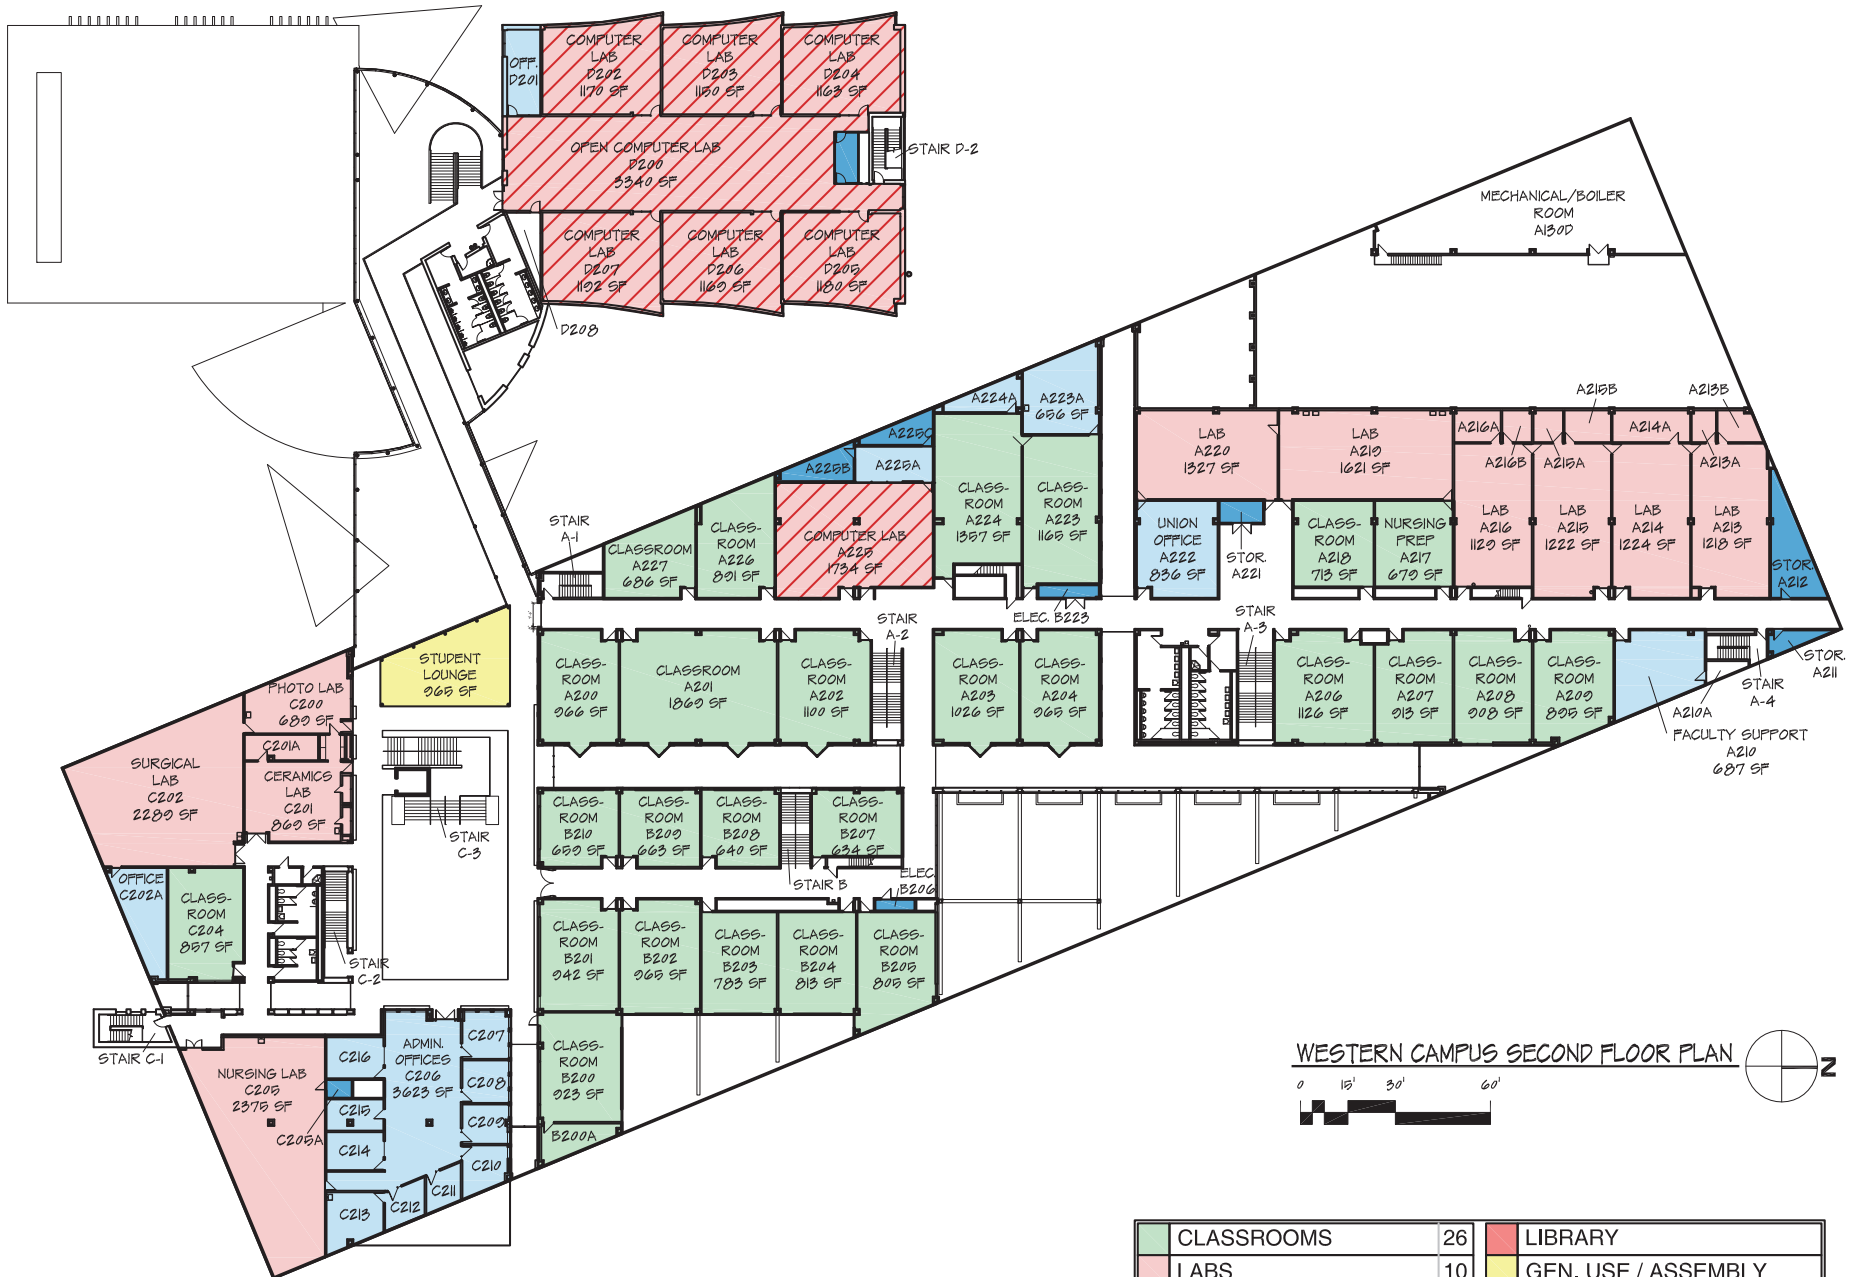 OFF.
D201
COMPUTER
LAB
D202
1170 SF
COMPUTER
LAB
D203
1150 SF
COMPUTER
LAB
D204
1163 SF
OPEN COMPUTER LAB
D200
3340 SF
STAIR D-2
COMPUTER
LAB
D207
1192 SF
COMPUTER
LAB
D206
1169 SF
COMPUTER
LAB
D205
1180 SF
D208
MECHANICAL/BOILER
ROOM
A130D
A224A
A223A
656 SF
A225C
A225B
A225A
CLASS-
ROOM
A224
1357 SF
CLASS-
ROOM
A223
1165 SF
STAIR
A-1
CLASSROOM
A227
686 SF
CLASS-
ROOM
A226
891 SF
COMPUTER LAB
A225
1734 SF
ELEC. B223
LAB
A220
1327 SF
LAB
A219
1621 SF
A216A
A216B
A215A
A215B
A214A
A213B
A213A
UNION
OFFICE
A222
836 SF
STOR.
A221
CLASS-
ROOM
A218
713 SF
NURSING
PREP
A217
679 SF
LAB
A216
1129 SF
LAB
A215
1222 SF
LAB
A214
1224 SF
LAB
A213
1218 SF
STOR.
A212
STUDENT
LOUNGE
965 SF
CLASS-
ROOM
A200
966 SF
CLASSROOM
A201
1869 SF
CLASS-
ROOM
A202
1100 SF
STAIR
A-2
CLASS-
ROOM
A203
1026 SF
CLASS-
ROOM
A204
965 SF
STAIR
A-3
CLASS-
ROOM
A206
1126 SF
CLASS-
ROOM
A207
913 SF
CLASS-
ROOM
A208
908 SF
CLASS-
ROOM
A209
895 SF
A210A
STAIR
A-4
STOR.
A211
FACULTY SUPPORT
A210
687 SF
PHOTO LAB
C200
689 SF
C201A
SURGICAL
LAB
C202
2289 SF
CERAMICS
LAB
C201
869 SF
STAIR
C-3
OFFICE
C202A
CLASS-
ROOM
C204
857 SF
STAIR
C-2
STAIR C-1
CLASS-
ROOM
B210
659 SF
CLASS-
ROOM
B209
663 SF
CLASS-
ROOM
B208
640 SF
CLASS-
ROOM
B207
634 SF
STAIR B
ELEC.
B206
CLASS-
ROOM
B201
942 SF
CLASS-
ROOM
B202
965 SF
CLASS-
ROOM
B203
783 SF
CLASS-
ROOM
B204
813 SF
CLASS-
ROOM
B205
805 SF
CLASS-
ROOM
B200
923 SF
B200A
NURSING LAB
C205
2375 SF
C205A
C216
C215
C214
C213
C212
C211
ADMIN.
OFFICES
C206
3623 SF
C207
C208
C209
C210
WESTERN CAMPUS SECOND FLOOR PLAN
N
0 15' 30' 60'
CLASSROOMS 26
LIBRARY
LABS 10
GEN. USE / ASSEMBLY